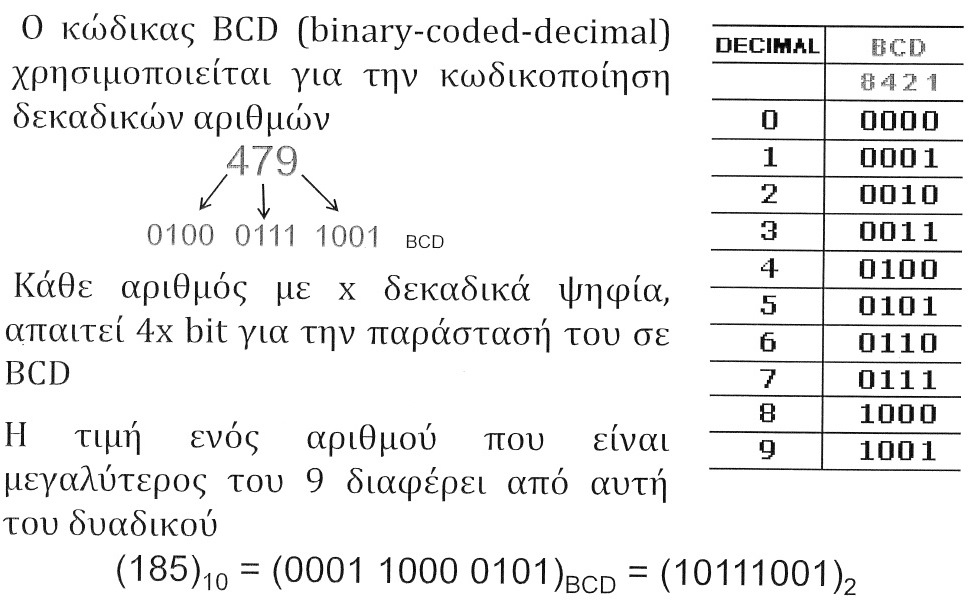 Ο κώδικας BCD (binary-coded-decimal)
χρησιμοποιείται για την κωδικοποίηση
δεκαδικών αριθμών
479
0100 0111 1001 BCD
Κάθε αριθμός με x δεκαδικά ψηφία,
απαιτεί 4x bit για την παράστασή του σε
BCD
Η τιμή ενός αριθμού που είναι
μεγαλύτερος του 9 διαφέρει από αυτή
του δυαδικού
(185)₁₀ = (0001 1000 0101)BCD = (10111001)₂
DECIMAL BCD
8421
0 0000
1 0001
2 0010
3 0011
4 0100
5 0101
6 0110
7 0111
8 1000
9 1001